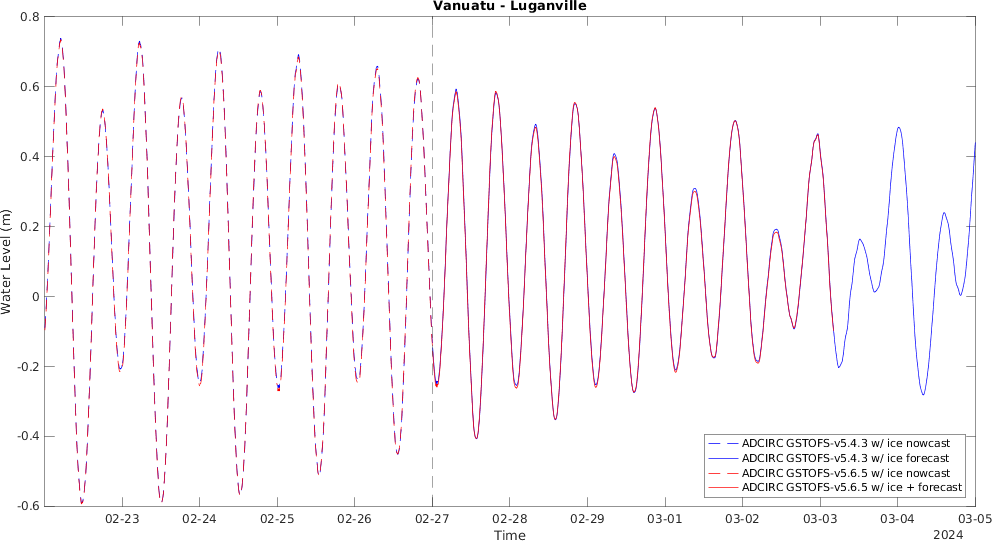 Vanuatu - Luganville
0.8
0.6
0.4
0.2
0
-0.2
-0.4
-0.6
Water Level (m)
ADCIRC GSTOFS-v5.4.3 w/ ice nowcast
ADCIRC GSTOFS-v5.4.3 w/ ice forecast
ADCIRC GSTOFS-v5.6.5 w/ ice nowcast
ADCIRC GSTOFS-v5.6.5 w/ ice + forecast
02-23 02-24 02-25 02-26 02-27 02-28 02-29 03-01 03-02 03-03 03-04 03-05
Time
2024